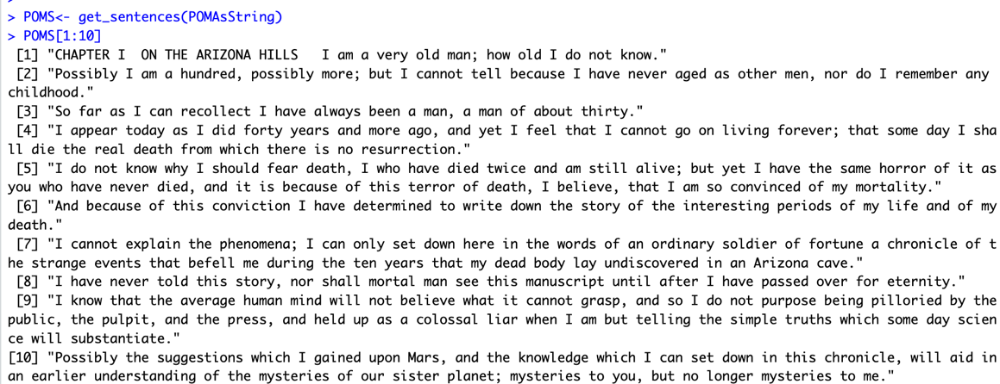 > POMS<- get_sentences(POMAsString)
> POMS[1:10]
[1] "CHAPTER I  ON THE ARIZONA HILLS   I am a very old man; how old I do not know."
[2] "Possibly I am a hundred, possibly more; but I cannot tell because I have never aged as other men, nor do I remember any
childhood."
[3] "So far as I can recollect I have always been a man, a man of about thirty."
[4] "I appear today as I did forty years and more ago, and yet I feel that I cannot go on living forever; that some day I sha
ll die the real death from which there is no resurrection."
[5] "I do not know why I should fear death, I who have died twice and am still alive; but yet I have the same horror of it as
you who have never died, and it is because of this terror of death, I believe, that I am so convinced of my mortality."
[6] "And because of this conviction I have determined to write down the story of the interesting periods of my life and of my
death."
[7] "I cannot explain the phenomena; I can only set down here in the words of an ordinary soldier of fortune a chronicle of t
he strange events that befell me during the ten years that my dead body lay undiscovered in an Arizona cave."
[8] "I have never told this story, nor shall mortal man see this manuscript until after I have passed over for eternity."
[9] "I know that the average human mind will not believe what it cannot grasp, and so I do not purpose being pilloried by the
public, the pulpit, and the press, and held up as a colossal liar when I am but telling the simple truths which some day scien
ce will substantiate."
[10] "Possibly the suggestions which I gained upon Mars, and the knowledge which I can set down in this chronicle, will aid in
an earlier understanding of the mysteries of our sister planet; mysteries to you, but no longer mysteries to me."